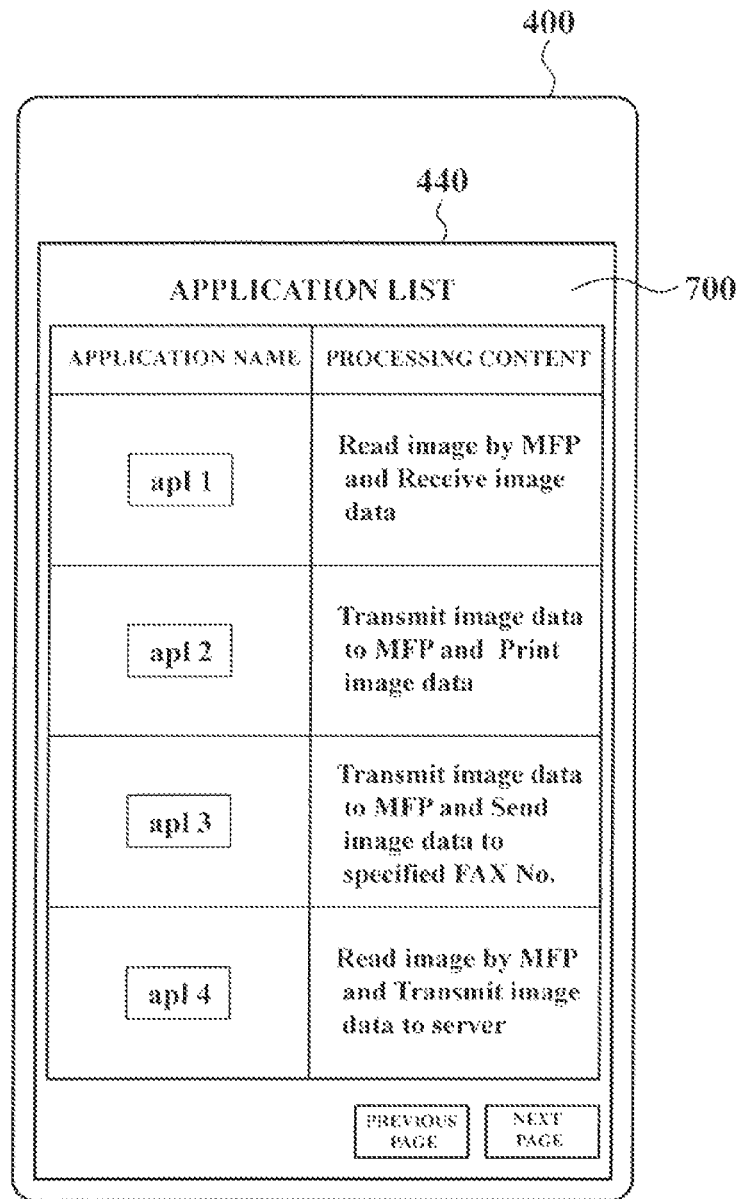 400
440
APPLICATION LIST
700
APPLICATION NAME
PROCESSING CONTENT
apl 1
Read image by MFP
and Receive image
data
apl 2
Transmit image data
to MFP and Print
image data
apl 3
Transmit image data
to MFP and Send
image data to
specified FAX No.
apl 4
Read image by MFP
and Transmit image
data to server
PREVIOUS
PAGE
NEXT
PAGE